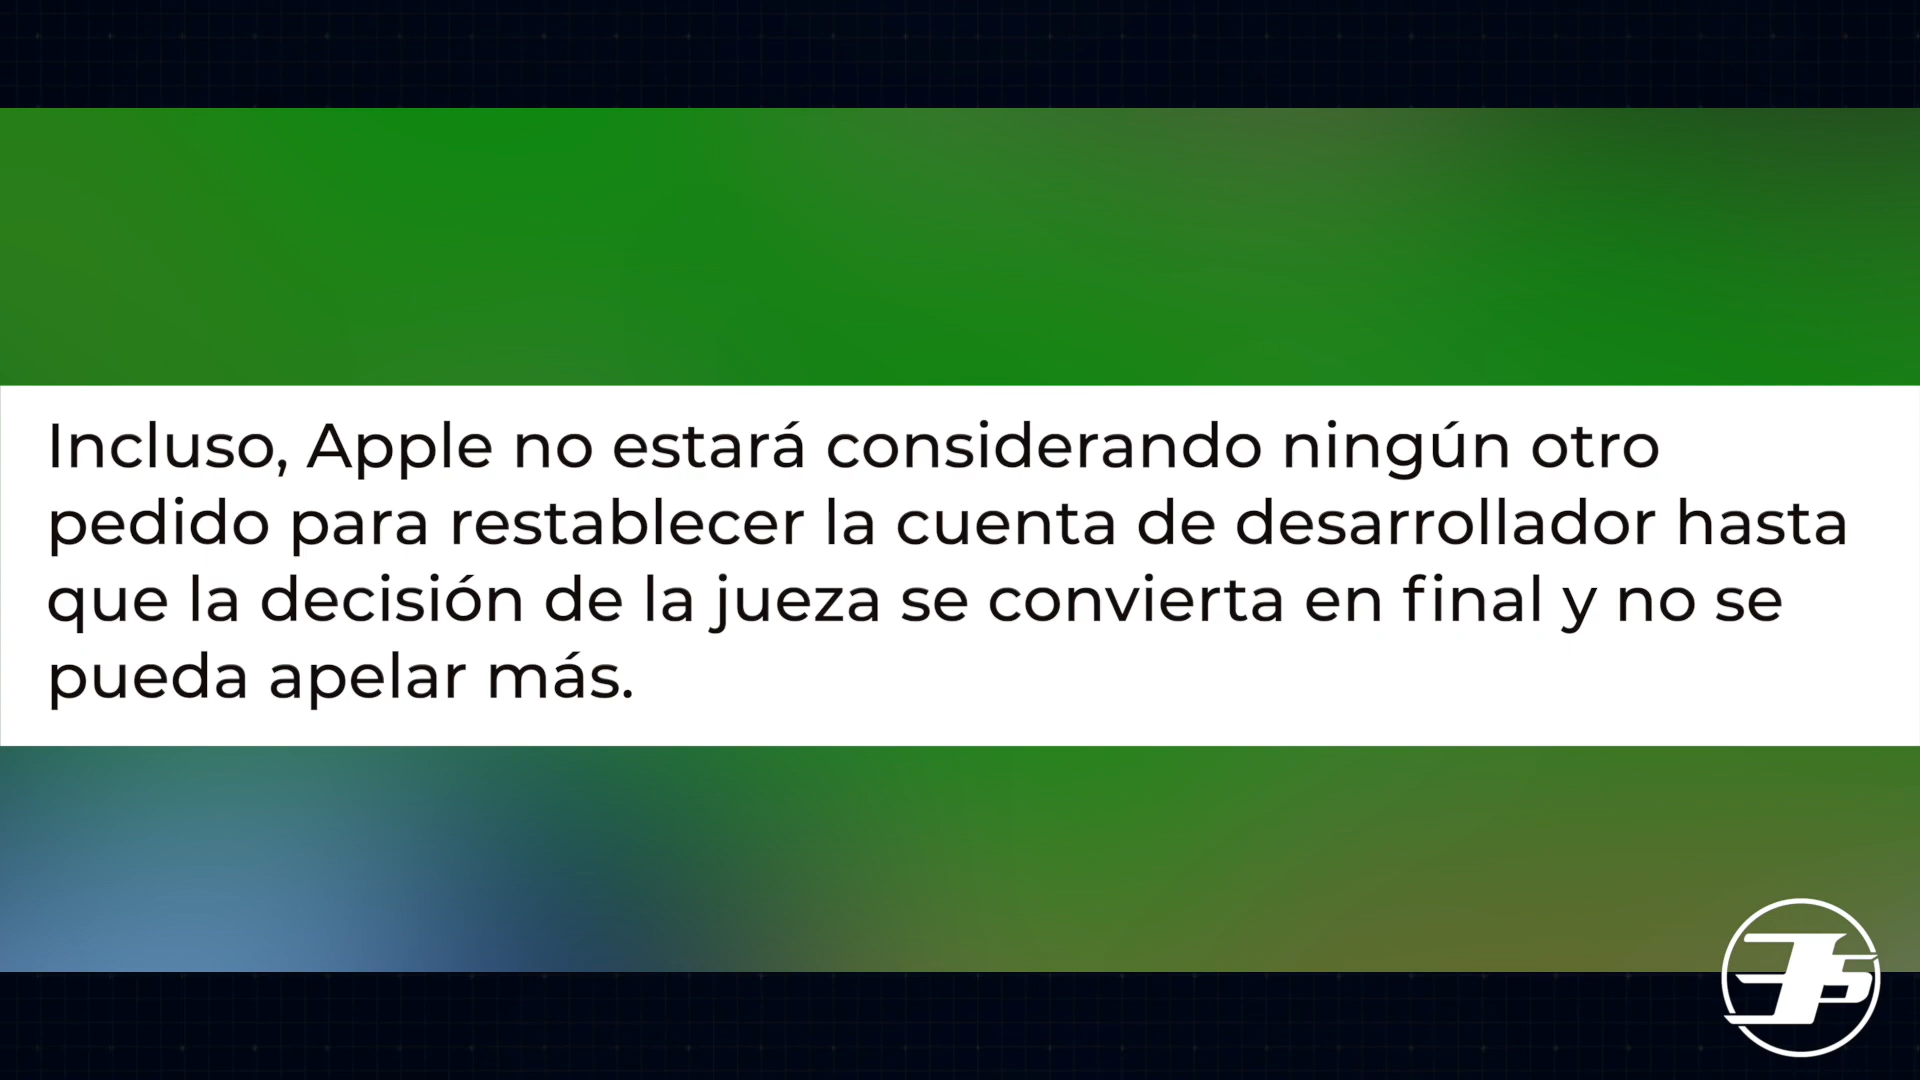 Incluso, Apple no estará considerando ningún otro
pedido para restablecer la cuenta de desarrollador hasta
que la decisión de la jueza se convierta en final y no se
pueda apelar más.